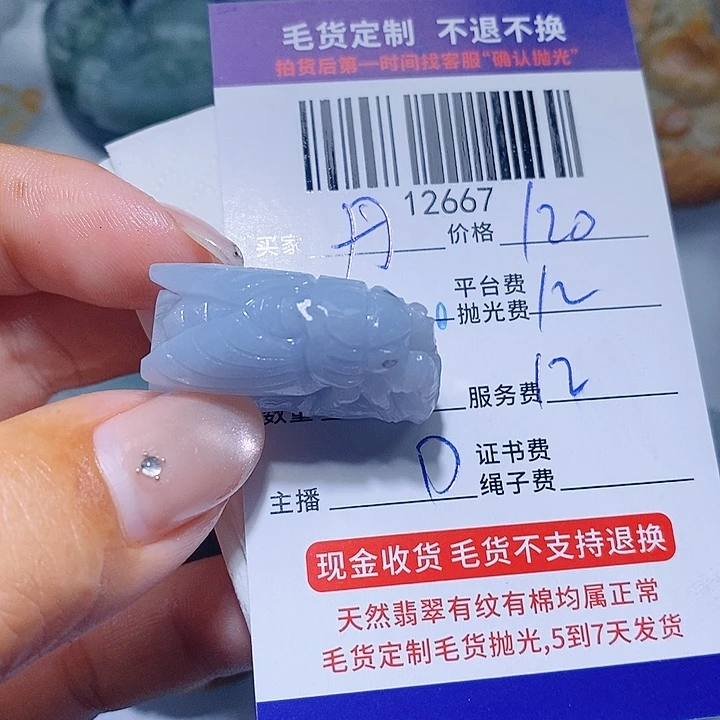 毛货定制 不退不换
拍货后第一时间找客服“确认抛光”
12667
买家 丹 价格 120
平台费
抛光费 12
数量 服务费 12
主播 D 证书费
绳子费
现金收货 毛货不支持退换
天然翡翠有纹有棉均属正常
毛货定制毛货抛光,5到7天发货